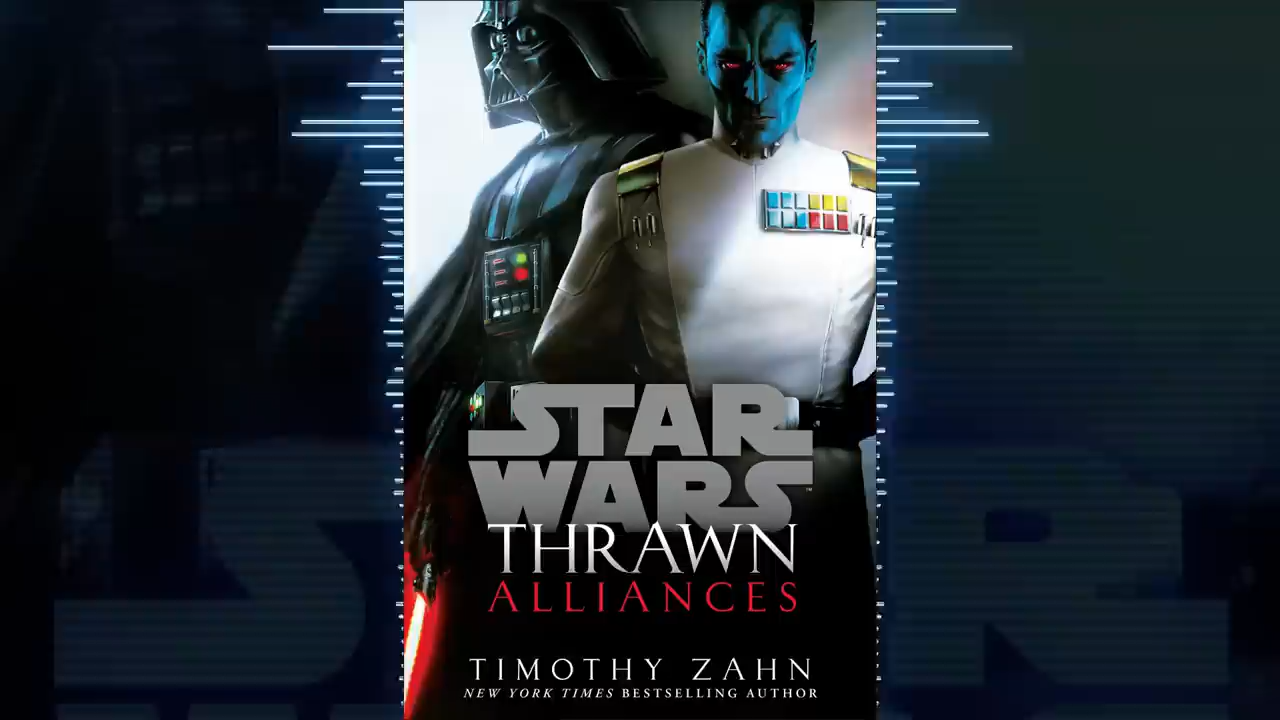 STAR
WARS
THRAWN
ALLIANCES
TIMOTHY ZAHN
NEW YORK TIMES BESTSELLING AUTHOR